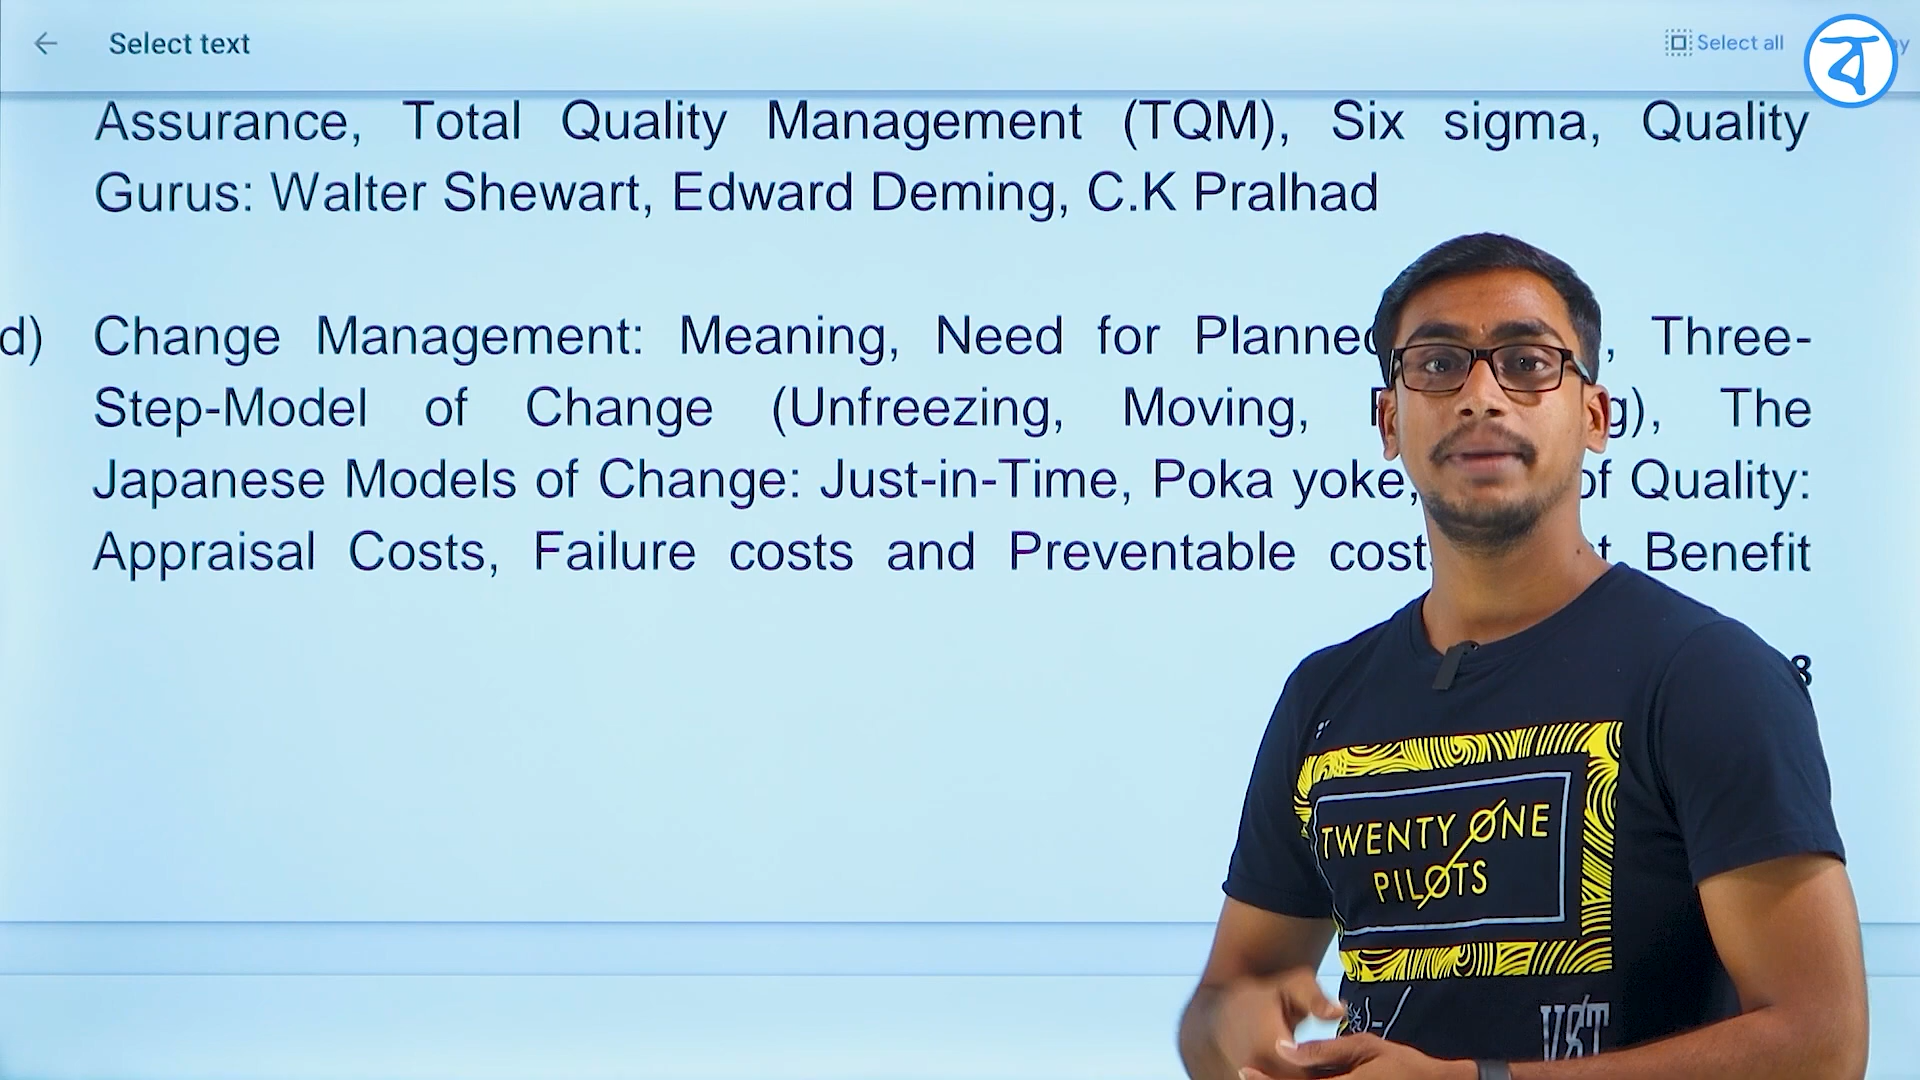 Select text
Select all
ব
Assurance, Total Quality Management (TQM), Six sigma, Quality
Gurus: Walter Shewart, Edward Deming, C.K Pralhad
d) Change Management: Meaning, Need for Planned , Three-
Step-Model of Change (Unfreezing, Moving, The
Japanese Models of Change: Just-in-Time, Poka yoke, of Quality:
Appraisal Costs, Failure costs and Preventable Benefit
TWENTY ØNE
PILØTS